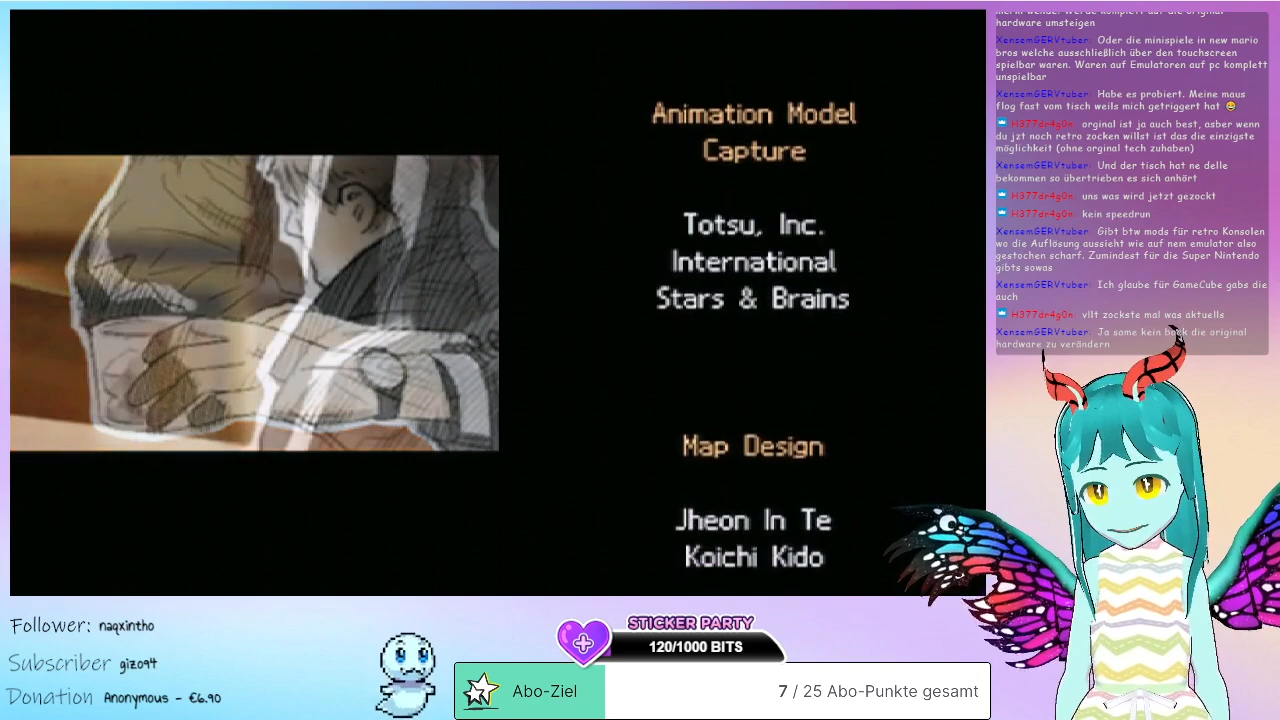 Animation Model
Capture
Totsu, Inc.
International
Stars & Brains
Map Design
Jheon In Te
Koichi Kido
hardware umsteigen
XensemGERVtuber: Oder die minispiele in new mario
bros welche ausschließlich über den touchscreen
spielbar waren. Waren auf Emulatoren auf pc komplett
unspielbar
XensemGERVtuber: Habe es probiert. Meine maus
flog fast vom tisch weils mich getriggert hat
H377dr4g0n: orginal ist ja auch best, asber wenn
du jzt noch retro zocken willst ist das die einzigste
möglichkeit (ohne orginal tech zuhaben)
XensemGERVtuber: Und der tisch hat ne delle
bekommen so übertrieben es sich anhört
H377dr4g0n: uns was wird jetzt gezockt
H377dr4g0n: kein speedrun
XensemGERVtuber: Gibt btw mods für retro Konsolen
wo die Auflösung aussieht wie auf nem emulator also
gestochen scharf. Zumindest für die Super Nintendo
gibts sowas
XensemGERVtuber: Ich glaube für GameCube gabs die
auch
H377dr4g0n: vllt zockste mal was aktuells
XensemGERVtuber: Ja same kein bock die original
hardware zu verändern
Follower: naqxintho
Subscriber gizo94
Donation Anonymous - €6.90
STICKER PARTY
120/1000 BITS
Abo-Ziel
7 / 25 Abo-Punkte gesamt